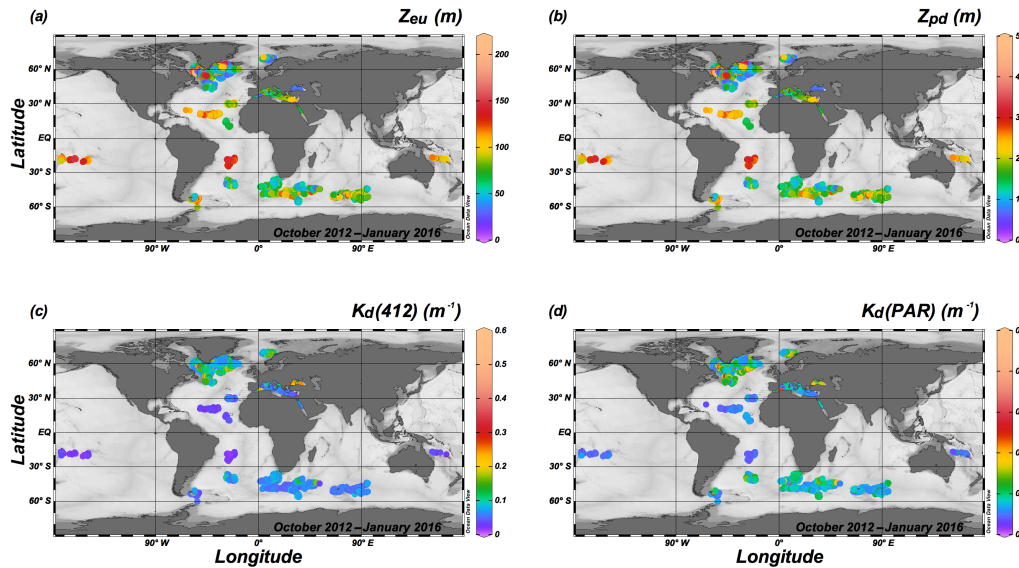 (a)
Z_eu (m)
Latitude
60° N
30° N
EQ
30° S
60° S
90° W
0°
90° E
October 2012 – January 2016
Ocean Data View
200
150
100
50
0
(b)
Z_pd (m)
60° N
30° N
EQ
30° S
60° S
90° W
0°
90° E
October 2012 – January 2016
Ocean Data View
(c)
K_d(412) (m⁻¹)
Latitude
60° N
30° N
EQ
30° S
60° S
90° W
0°
90° E
Longitude
October 2012 – January 2016
Ocean Data View
0.6
0.5
0.4
0.3
0.2
0.1
0
(d)
K_d(PAR) (m⁻¹)
60° N
30° N
EQ
30° S
60° S
90° W
0°
90° E
Longitude
October 2012 – January 2016
Ocean Data View